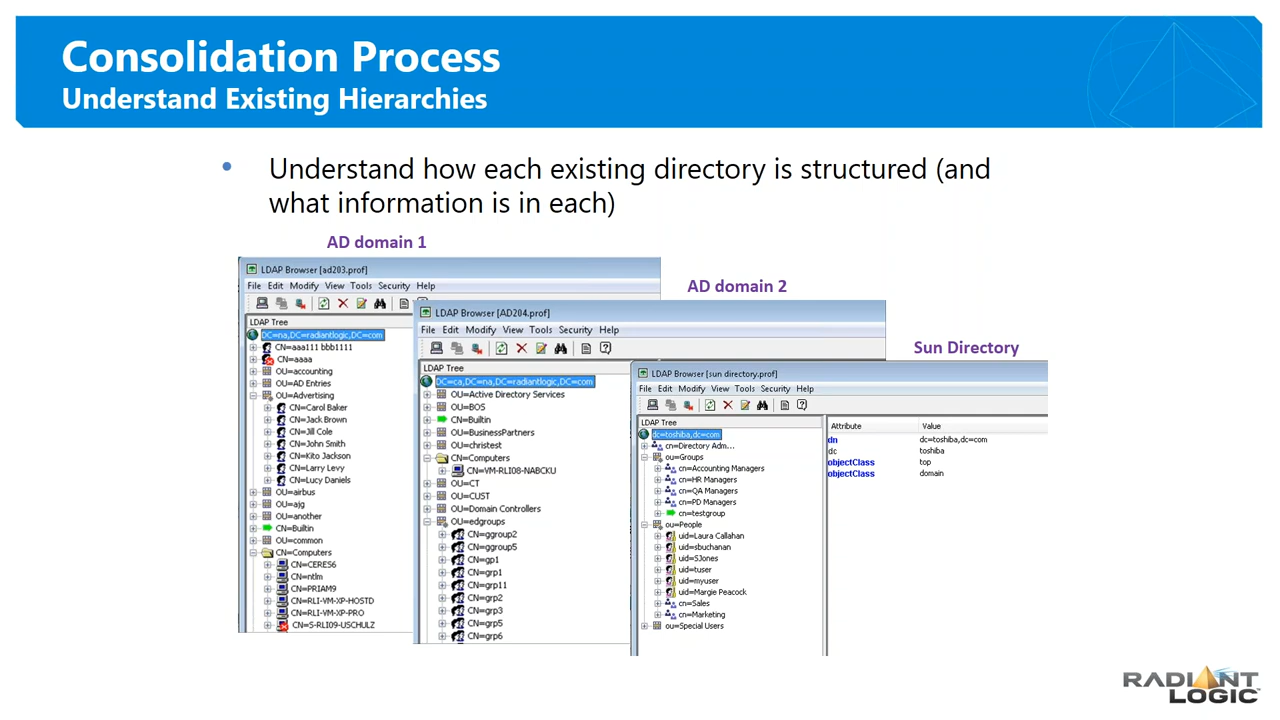 Consolidation Process
Understand Existing Hierarchies
• Understand how each existing directory is structured (and
what information is in each)
AD domain 1
LDAP Browser [ad203.prof]
File Edit Modify View Tools Security Help
LDAP Tree
DC=na,DC=radiantlogic,DC=com
CN=aaa111 bbb1111
CN=aaaa
OU=accounting
OU=AD Entries
OU=Advertising
CN=Carol Baker
CN=Jack Brown
CN=Jill Cole
CN=John Smith
CN=Kito Jackson
CN=Larry Levy
CN=Lucy Daniels
OU=airbus
OU=ajg
OU=another
CN=Builtin
OU=common
CN=Computers
CN=CERES6
CN=ntlm
CN=PRIAM9
CN=RLI-VM-XP-HOSTD
CN=RLI-VM-XP-PRO
CN=S-RLI09-USCHULZ
AD domain 2
LDAP Browser [AD204.prof]
File Edit Modify View Tools Security Help
LDAP Tree
DC=ca,DC=na,DC=radiantlogic,DC=com
OU=Active Directory Services
OU=BOS
CN=Builtin
OU=BusinessPartners
OU=christest
CN=Computers
CN=VM-RLI08-NABCKU
OU=CT
OU=CUST
OU=Domain Controllers
OU=edgroups
CN=ggroup2
CN=ggroup5
CN=gp1
CN=grp1
CN=grp11
CN=grp2
CN=grp3
CN=grp5
CN=grp6
Sun Directory
LDAP Browser [sun directory.prof]
File Edit Modify View Tools Security Help
LDAP Tree
dc=toshiba,dc=com
cn=Directory Adm...
ou=Groups
cn=Accounting Managers
cn=HR Managers
cn=QA Managers
cn=PD Managers
cn=testgroup
ou=People
uid=Laura Callahan
uid=sbuchanan
uid=SJones
uid=tuser
uid=myuser
uid=Margie Peacock
cn=Sales
cn=Marketing
ou=Special Users
Attribute Value
dn dc=toshiba,dc=com
dc toshiba
objectClass top
objectClass domain
RADIANT
LOGIC